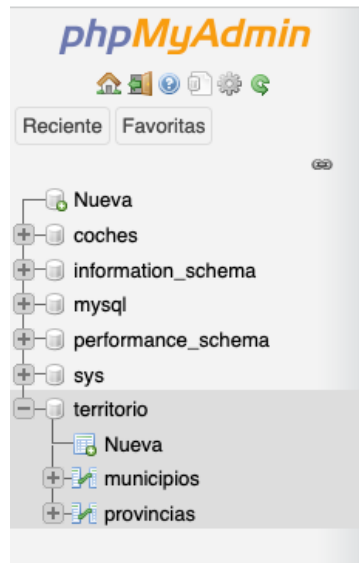 phpMyAdmin
Reciente Favoritas
Nueva
coches
information_schema
mysql
performance_schema
sys
territorio
Nueva
municipios
provincias